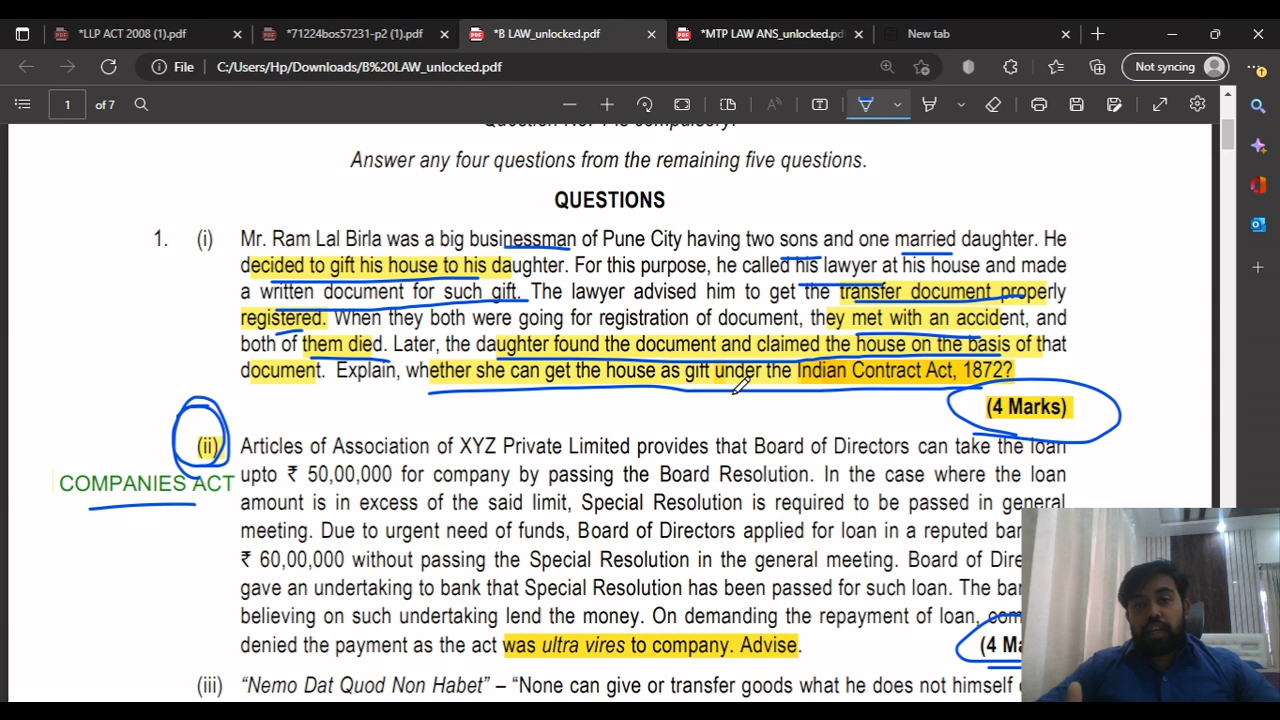 *LLP ACT 2008 (1).pdf
*71224bos57231-p2 (1).pdf
*B LAW_unlocked.pdf
*MTP LAW ANS_unlocked.pdf
New tab
File C:/Users/Hp/Downloads/B%20LAW_unlocked.pdf
Not syncing
1 of 7
Question No. 1 is compulsory.
Answer any four questions from the remaining five questions.
QUESTIONS
1. (i) Mr. Ram Lal Birla was a big businessman of Pune City having two sons and one married daughter. He
decided to gift his house to his daughter. For this purpose, he called his lawyer at his house and made
a written document for such gift. The lawyer advised him to get the transfer document properly
registered. When they both were going for registration of document, they met with an accident, and
both of them died. Later, the daughter found the document and claimed the house on the basis of that
document. Explain, whether she can get the house as gift under the Indian Contract Act, 1872?
(4 Marks)
(ii) Articles of Association of XYZ Private Limited provides that Board of Directors can take the loan
COMPANIES ACT upto ₹ 50,00,000 for company by passing the Board Resolution. In the case where the loan
amount is in excess of the said limit, Special Resolution is required to be passed in general
meeting. Due to urgent need of funds, Board of Directors applied for loan in a reputed
₹ 60,00,000 without passing the Special Resolution in the general meeting. Board of
gave an undertaking to bank that Special Resolution has been passed for such loan. The
believing on such undertaking lend the money. On demanding the repayment of loan,
denied the payment as the act was ultra vires to company. Advise. (4
(iii) "Nemo Dat Quod Non Habet" – "None can give or transfer goods what he does not himself